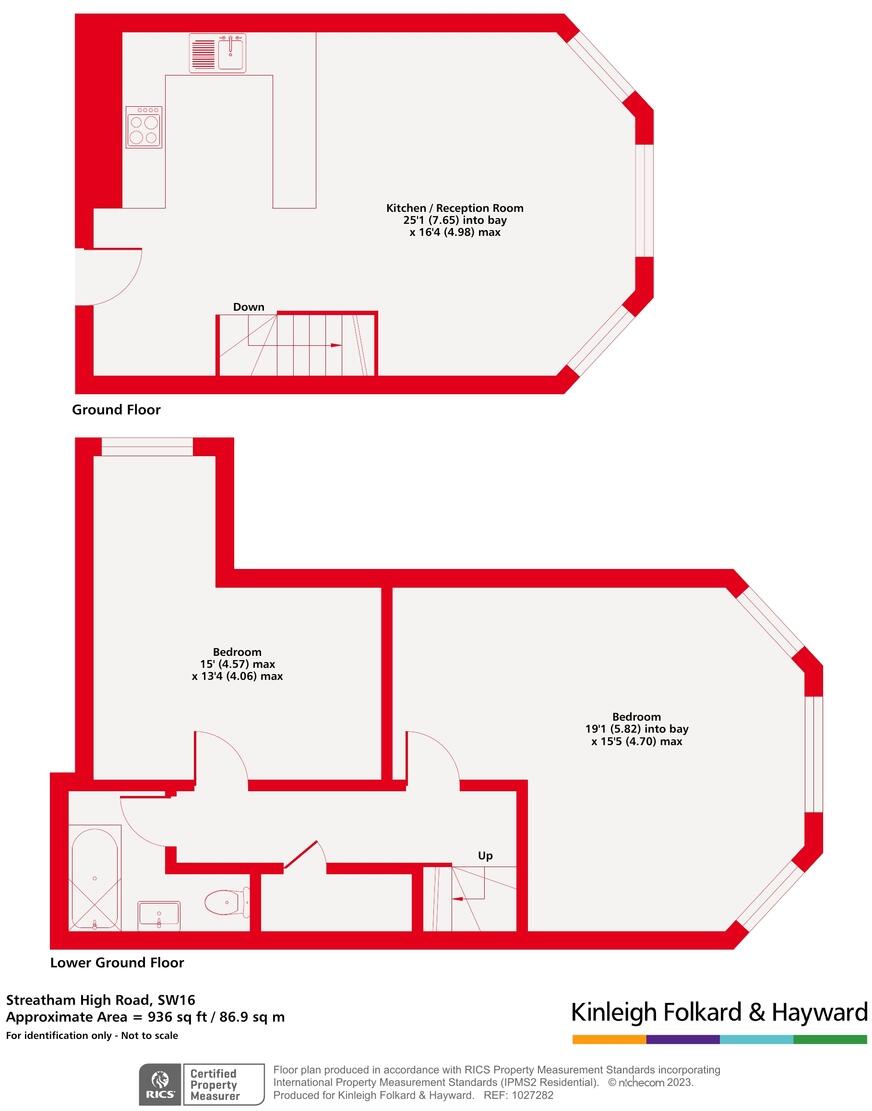 Kitchen / Reception Room
25'1 (7.65) into bay
x 16'4 (4.98) max
Down
Ground Floor
Bedroom
15' (4.57) max
x 13'4 (4.06) max
Bedroom
19'1 (5.82) into bay
x 15'5 (4.70) max
Up
Lower Ground Floor
Streatham High Road, SW16
Approximate Area = 936 sq ft / 86.9 sq m
For identification only - Not to scale
Kinleigh Folkard & Hayward
RICS
Certified
Property
Measurer
Floor plan produced in accordance with RICS Property Measurement Standards incorporating
International Property Measurement Standards (IPMS2 Residential). © nichecom 2023.
Produced for Kinleigh Folkard & Hayward. REF: 1027282